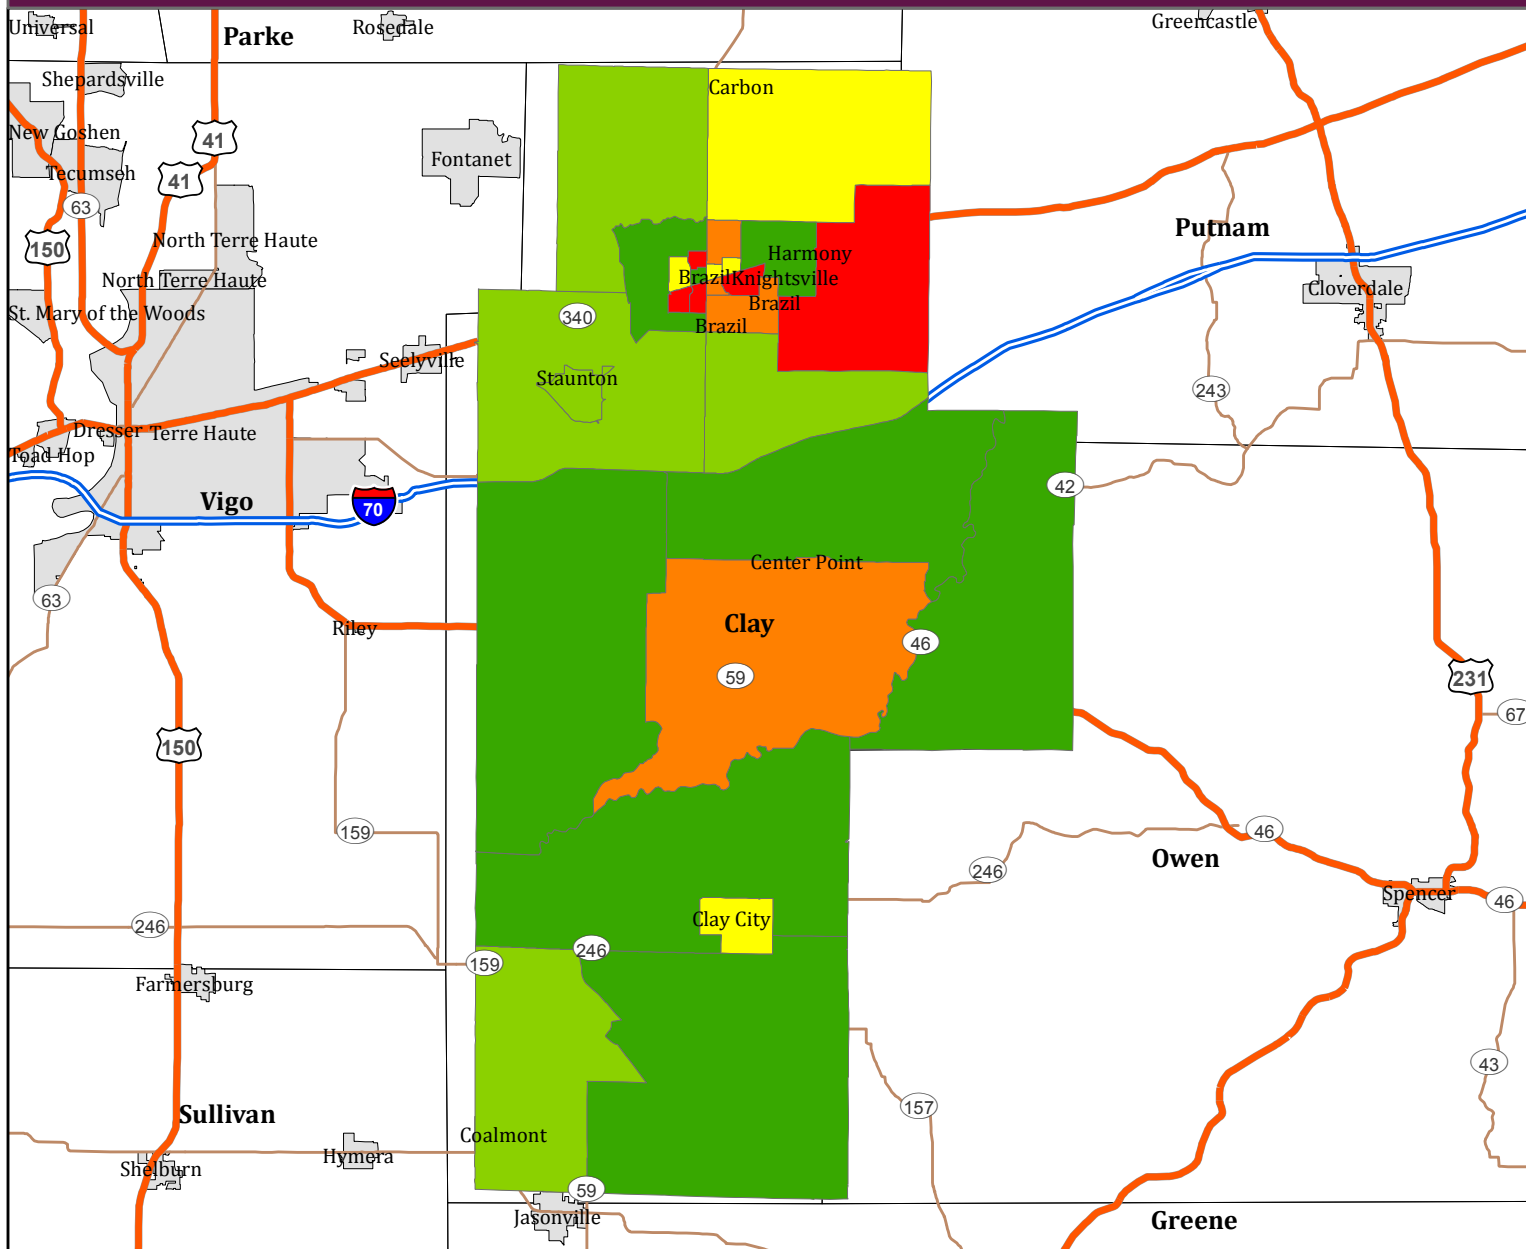 Universal
Parke
Rosedale
Greencastle
Shepardsville
Carbon
New Goshen
41
Fontanet
Tecumseh
41
63
Putnam
150
North Terre Haute
Harmony
North Terre Haute
Brazil
Knightsville
Cloverdale
Brazil
St. Mary of the Woods
340
Brazil
Seelyville
Staunton
243
Dresser
Terre Haute
Toad Hop
42
Vigo
70
Center Point
63
Clay
Riley
46
59
231
67
150
159
46
Owen
246
Spencer
46
Clay City
246
246
159
Farmersburg
43
157
Sullivan
Coalmont
Hymera
Shelburn
59
Jasonville
Greene